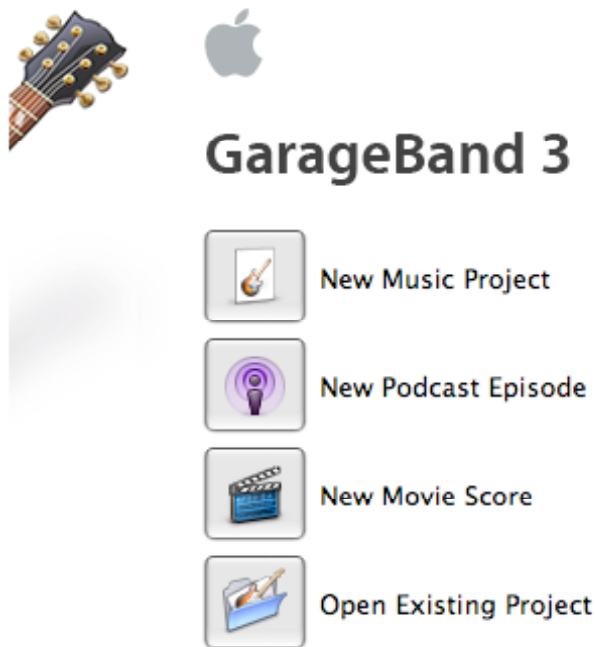 GarageBand 3
New Music Project
New Podcast Episode
New Movie Score
Open Existing Project